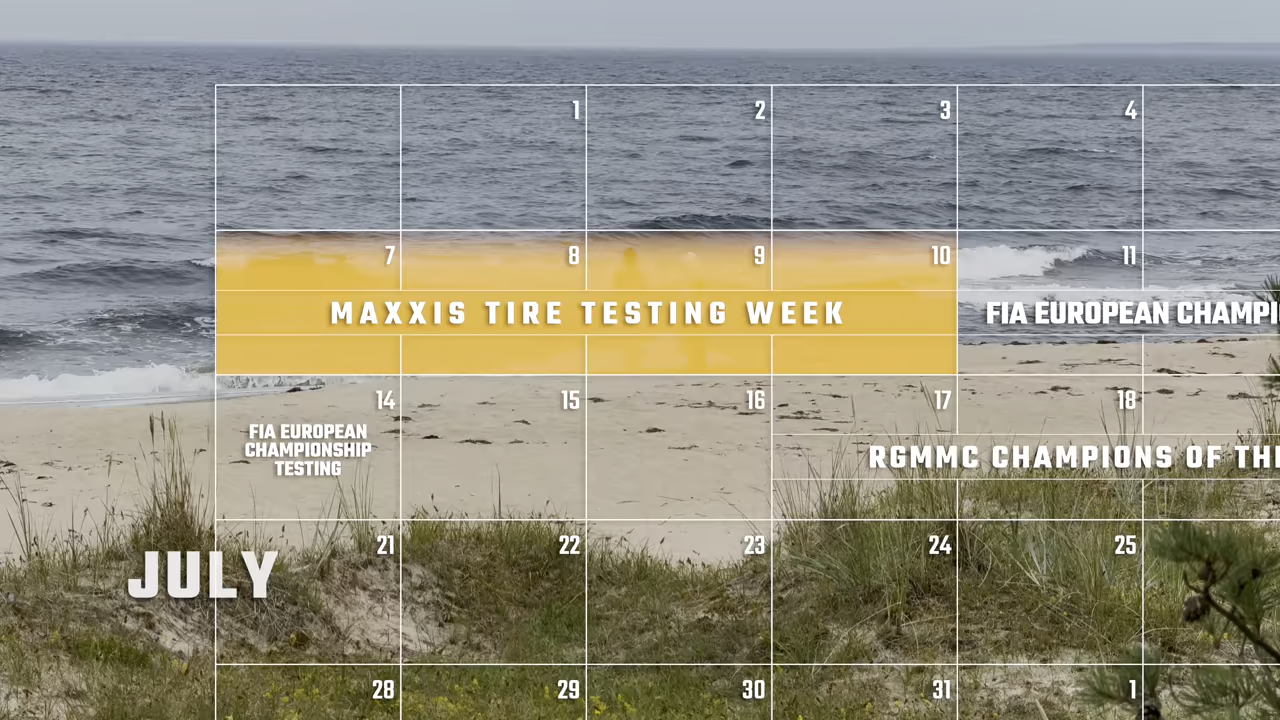 1 2 3 4
7 8 9 10 11
MAXXIS TIRE TESTING WEEK
FIA EUROPEAN CHAMPI
14 15 16 17 18
FIA EUROPEAN
CHAMPIONSHIP
TESTING
RGMMC CHAMPIONS OF TH
21 22 23 24 25
JULY
28 29 30 31 1